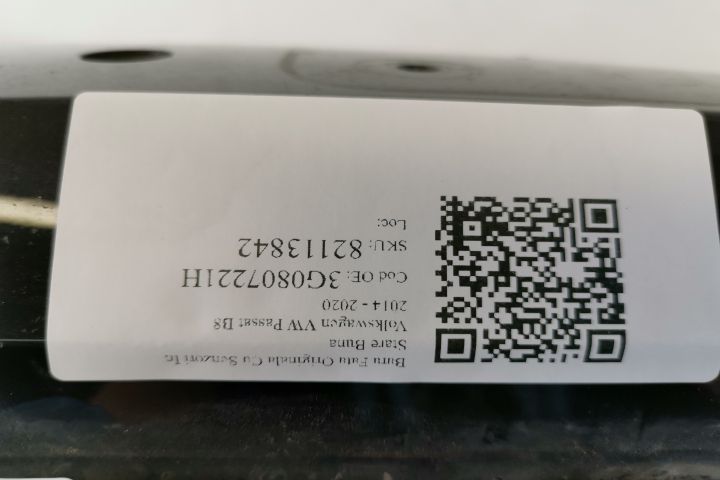 Bara Fata Originala Cu Senzori In
Stare Buna
Volkswagen VW Passat B8
2014 - 2020
Cod OE: 3G0807221H
SKU: 82113842
Loc: